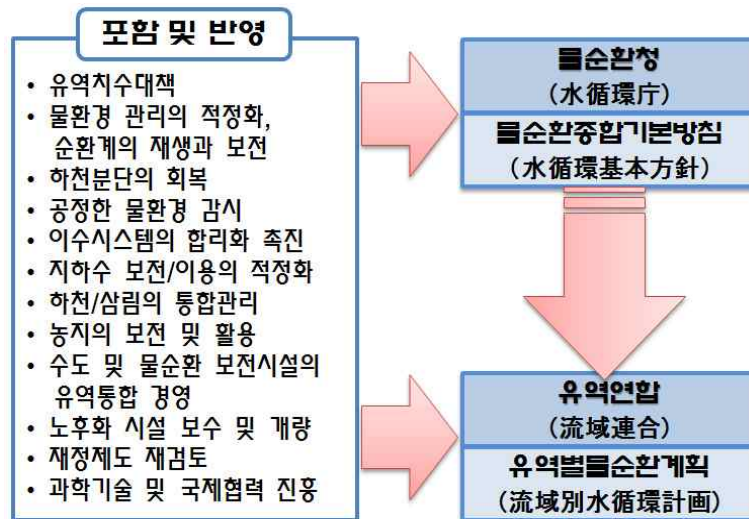 포함 및 반영
• 유역치수대책
• 물환경 관리의 적정화,
순환계의 재생과 보전
• 하천분단의 회복
• 공정한 물환경 감시
• 이수시스템의 합리화 촉진
• 지하수 보전/이용의 적정화
• 하천/삼림의 통합관리
• 농지의 보전 및 활용
• 수도 및 물순환 보전시설의
유역통합 경영
• 노후화 시설 보수 및 개량
• 재정제도 재검토
• 과학기술 및 국제협력 진흥
물순환청
(水循環庁)
물순환종합기본방침
(水循環基本方針)
유역연합
(流域連合)
유역별물순환계획
(流域別水循環計画)